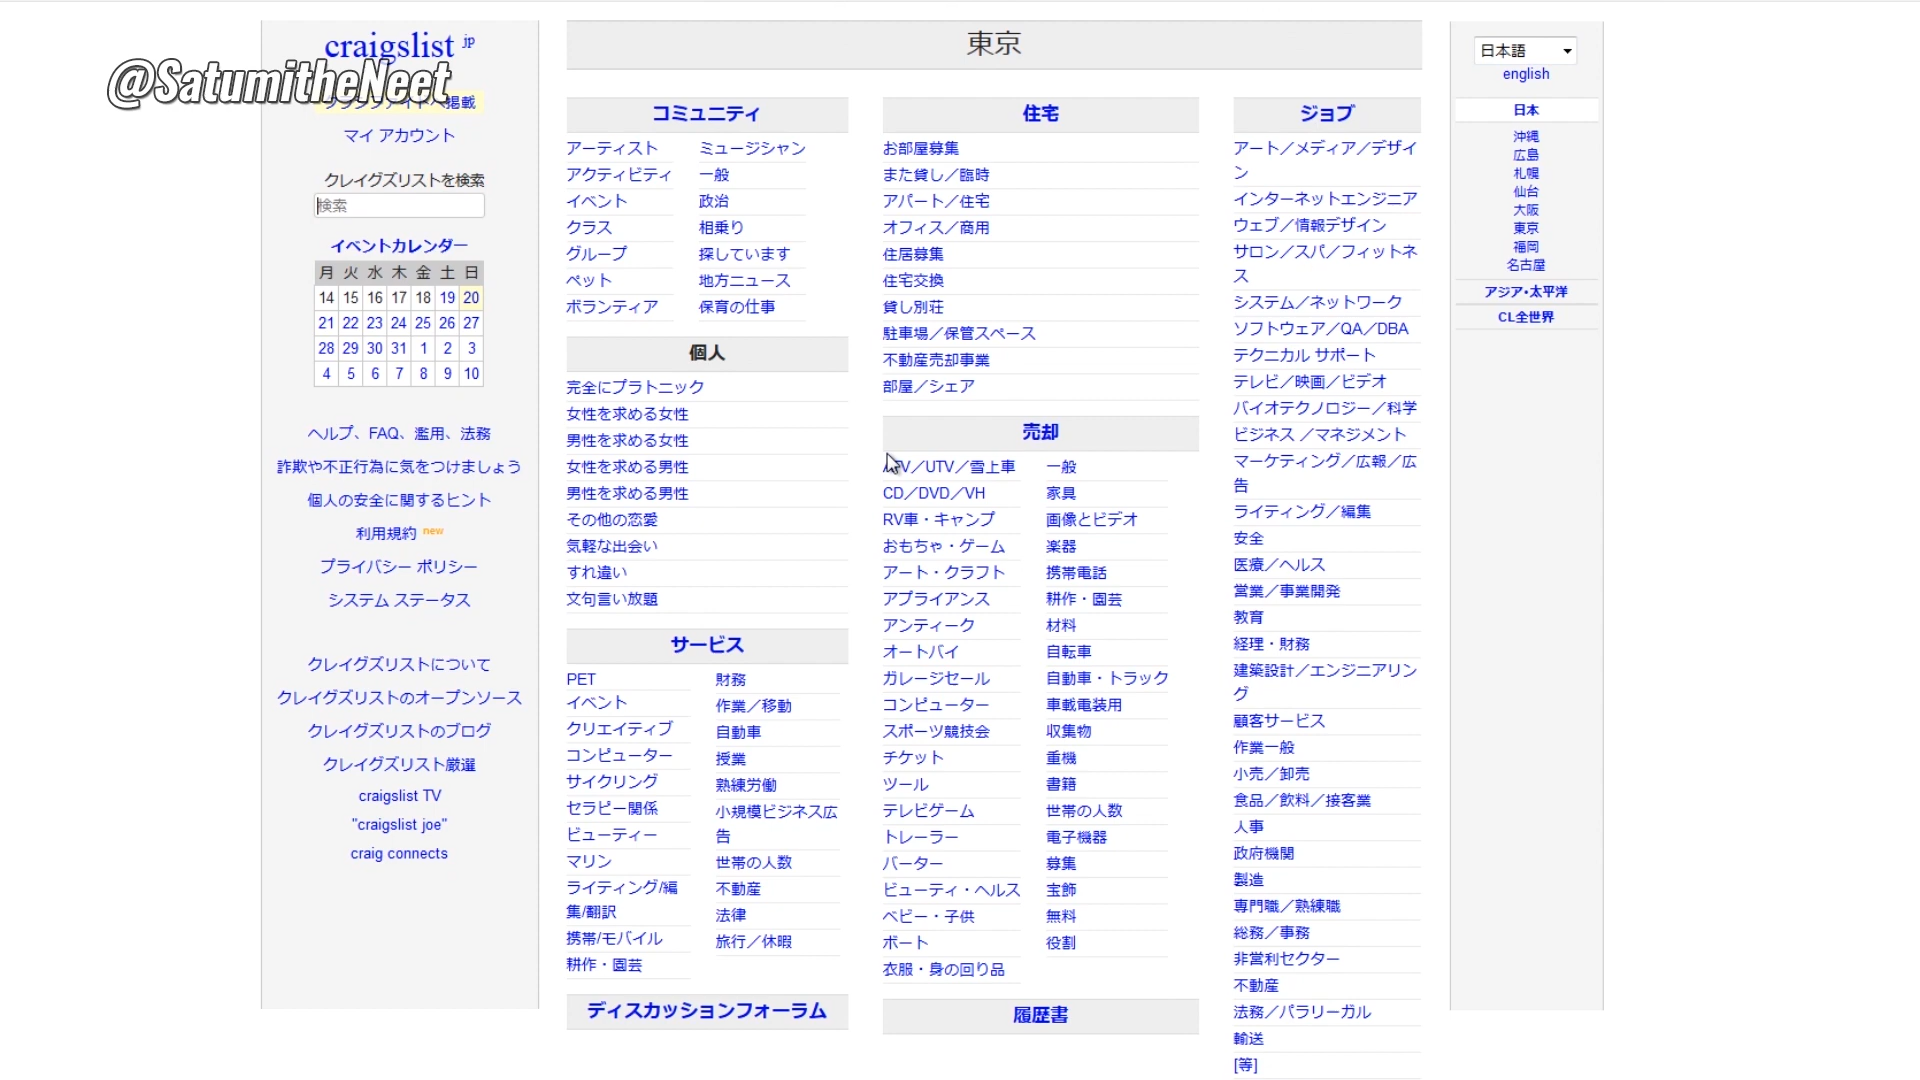 craigslist jp
@SatumitheNeet
マイ アカウント
クレイグズリストを検索
検索
イベントカレンダー
月 火 水 木 金 土 日
14 15 16 17 18 19 20
21 22 23 24 25 26 27
28 29 30 31 1 2 3
4 5 6 7 8 9 10
ヘルプ、FAQ、濫用、法務
詐欺や不正行為に気をつけましょう
個人の安全に関するヒント
利用規約 new
プライバシー ポリシー
システム ステータス
クレイグズリストについて
クレイグズリストのオープンソース
クレイグズリストのブログ
クレイグズリスト厳選
craigslist TV
"craigslist joe"
craig connects
東京
コミュニティ
アーティスト
アクティビティ
イベント
クラス
グループ
ペット
ボランティア
ミュージシャン
一般
政治
相乗り
探しています
地方ニュース
保育の仕事
個人
完全にプラトニック
女性を求める女性
男性を求める女性
女性を求める男性
男性を求める男性
その他の恋愛
気軽な出会い
すれ違い
文句言い放題
サービス
PET
イベント
クリエイティブ
コンピューター
サイクリング
セラピー関係
ビューティー
マリン
ライティング/編
集/翻訳
携帯/モバイル
耕作・園芸
財務
作業／移動
自動車
授業
熟練労働
小規模ビジネス広
告
世帯の人数
不動産
法律
旅行／休暇
ディスカッションフォーラム
住宅
お部屋募集
また貸し／臨時
アパート／住宅
オフィス／商用
住居募集
住宅交換
貸し別荘
駐車場／保管スペース
不動産売却事業
部屋／シェア
売却
ATV／UTV／雪上車
CD／DVD／VH
RV車・キャンプ
おもちゃ・ゲーム
アート・クラフト
アプライアンス
アンティーク
オートバイ
ガレージセール
コンピューター
スポーツ競技会
チケット
ツール
テレビゲーム
トレーラー
バーター
ビューティ・ヘルス
ベビー・子供
ボート
衣服・身の回り品
一般
家具
画像とビデオ
楽器
携帯電話
耕作・園芸
材料
自転車
自動車・トラック
車載電装用
収集物
重機
書籍
世帯の人数
電子機器
募集
宝飾
無料
役割
履歴書
ジョブ
アート／メディア／デザイ
ン
インターネットエンジニア
ウェブ／情報デザイン
サロン／スパ／フィットネ
ス
システム／ネットワーク
ソフトウェア／QA／DBA
テクニカル サポート
テレビ／映画／ビデオ
バイオテクノロジー／科学
ビジネス ／マネジメント
マーケティング／広報／広
告
ライティング／編集
安全
医療／ヘルス
営業／事業開発
教育
経理・財務
建築設計／エンジニアリン
グ
顧客サービス
作業一般
小売／卸売
食品／飲料／接客業
人事
政府機関
製造
専門職／熟練職
総務／事務
非営利セクター
不動産
法務／パラリーガル
輸送
[等]
日本語
english
日本
沖縄
広島
札幌
仙台
大阪
東京
福岡
名古屋
アジア・太平洋
CL全世界